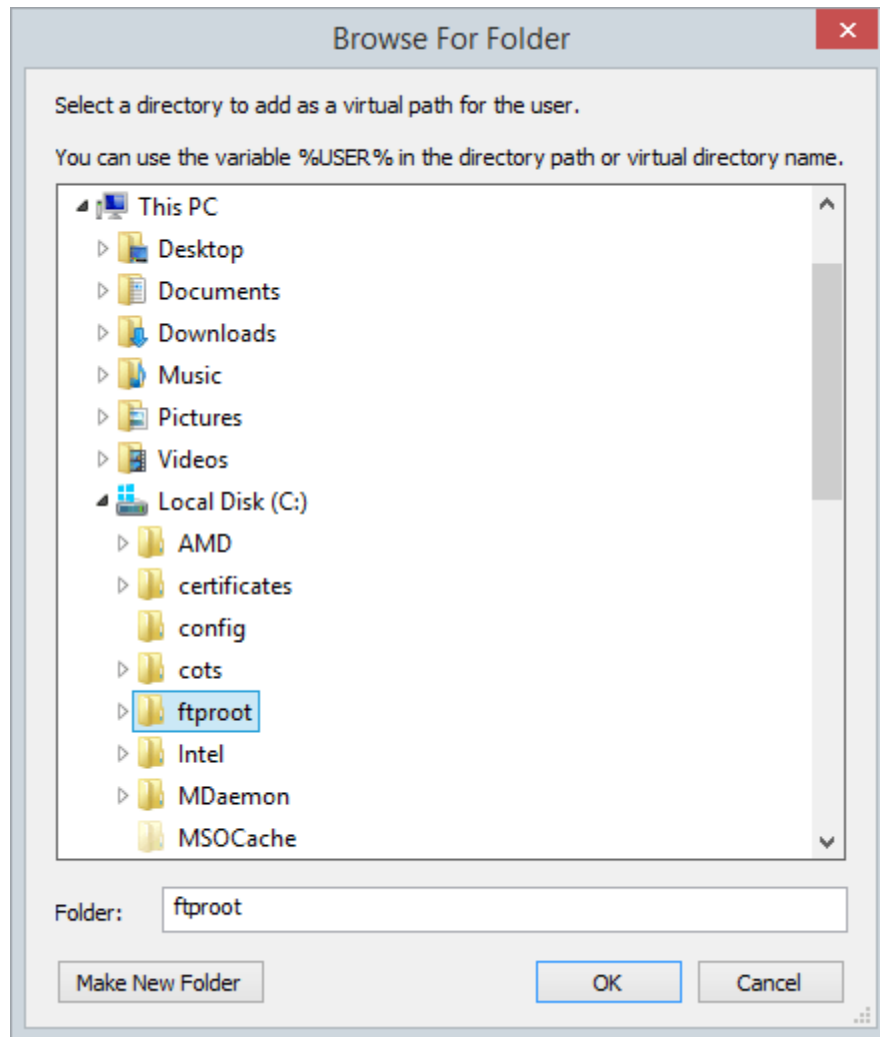 Browse For Folder
Select a directory to add as a virtual path for the user.
You can use the variable %USER% in the directory path or virtual directory name.
This PC
Desktop
Documents
Downloads
Music
Pictures
Videos
Local Disk (C:)
AMD
certificates
config
cots
ftproot
Intel
MDaemon
MSOCache
Folder: ftproot
Make New Folder OK Cancel